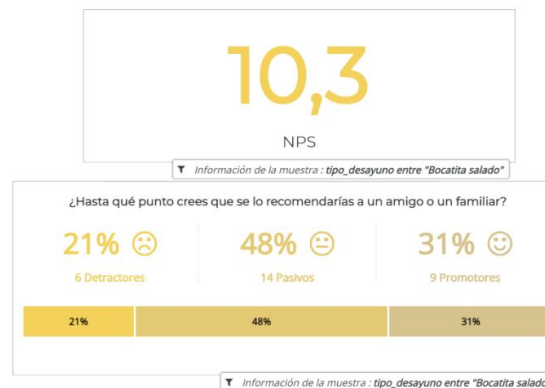 10,3
NPS
Información de la muestra : tipo_desayuno entre "Bocatita salado"
¿Hasta qué punto crees que se lo recomendarías a un amigo o un familiar?
21% 48% 31%
6 Detractores 14 Pasivos 9 Promotores
21% 48% 31%
Información de la muestra : tipo_desayuno entre "Bocatita salado